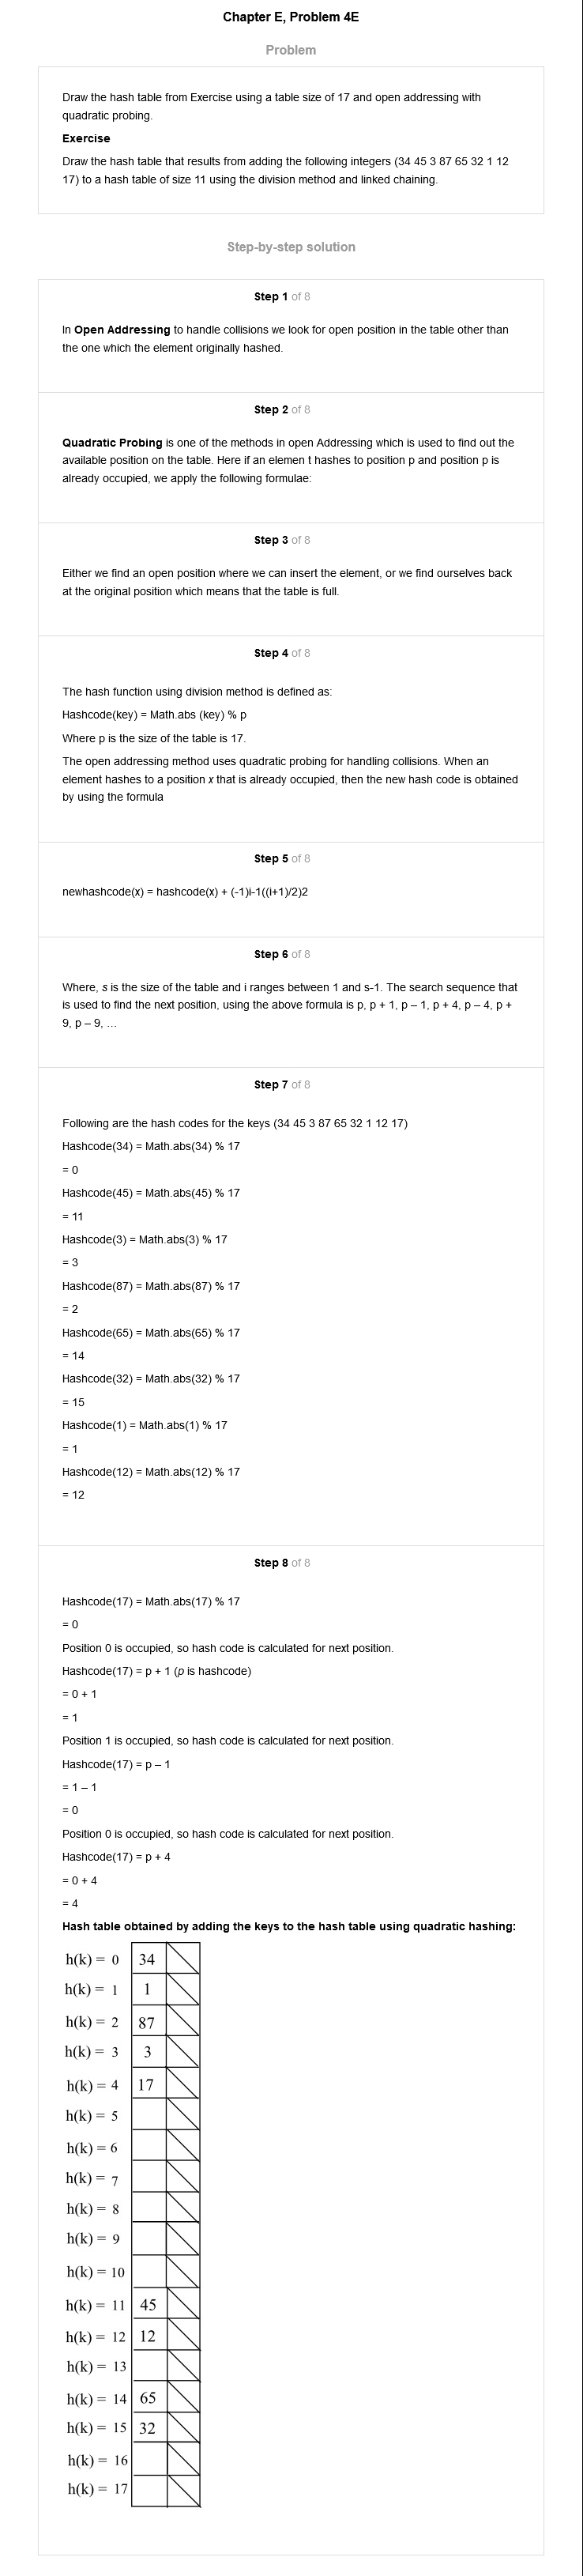 Chapter E, Problem 4E
Problem
Draw the hash table from Exercise using a table size of 17 and open addressing with
quadratic probing.
Exercise
Draw the hash table that results from adding the following integers (34 45 3 87 65 32 1 12
17) to a hash table of size 11 using the division method and linked chaining.
Step-by-step solution
Step 1 of 8
In Open Addressing to handle collisions we look for open position in the table other than
the one which the element originally hashed.
Step 2 of 8
Quadratic Probing is one of the methods in open Addressing which is used to find out the
available position on the table. Here if an elemen t hashes to position p and position p is
already occupied, we apply the following formulae:
Step 3 of 8
Either we find an open position where we can insert the element, or we find ourselves back
at the original position which means that the table is full.
Step 4 of 8
The hash function using division method is defined as:
Hashcode(key) = Math.abs (key) % p
Where p is the size of the table is 17.
The open addressing method uses quadratic probing for handling collisions. When an
element hashes to a position x that is already occupied, then the new hash code is obtained
by using the formula
Step 5 of 8
newhashcode(x) = hashcode(x) + (-1)i-1((i+1)/2)2
Step 6 of 8
Where, s is the size of the table and i ranges between 1 and s-1. The search sequence that
is used to find the next position, using the above formula is p, p + 1, p – 1, p + 4, p – 4, p +
9, p – 9, …
Step 7 of 8
Following are the hash codes for the keys (34 45 3 87 65 32 1 12 17)
Hashcode(34) = Math.abs(34) % 17
= 0
Hashcode(45) = Math.abs(45) % 17
= 11
Hashcode(3) = Math.abs(3) % 17
= 3
Hashcode(87) = Math.abs(87) % 17
= 2
Hashcode(65) = Math.abs(65) % 17
= 14
Hashcode(32) = Math.abs(32) % 17
= 15
Hashcode(1) = Math.abs(1) % 17
= 1
Hashcode(12) = Math.abs(12) % 17
= 12
Step 8 of 8
Hashcode(17) = Math.abs(17) % 17
= 0
Position 0 is occupied, so hash code is calculated for next position.
Hashcode(17) = p + 1 (p is hashcode)
= 0 + 1
= 1
Position 1 is occupied, so hash code is calculated for next position.
Hashcode(17) = p – 1
= 1 – 1
= 0
Position 0 is occupied, so hash code is calculated for next position.
Hashcode(17) = p + 4
= 0 + 4
= 4
Hash table obtained by adding the keys to the hash table using quadratic hashing:
h(k) = 0 34
h(k) = 1 1
h(k) = 2 87
h(k) = 3 3
h(k) = 4 17
h(k) = 5
h(k) = 6
h(k) = 7
h(k) = 8
h(k) = 9
h(k) = 10
h(k) = 11 45
h(k) = 12 12
h(k) = 13
h(k) = 14 65
h(k) = 15 32
h(k) = 16
h(k) = 17